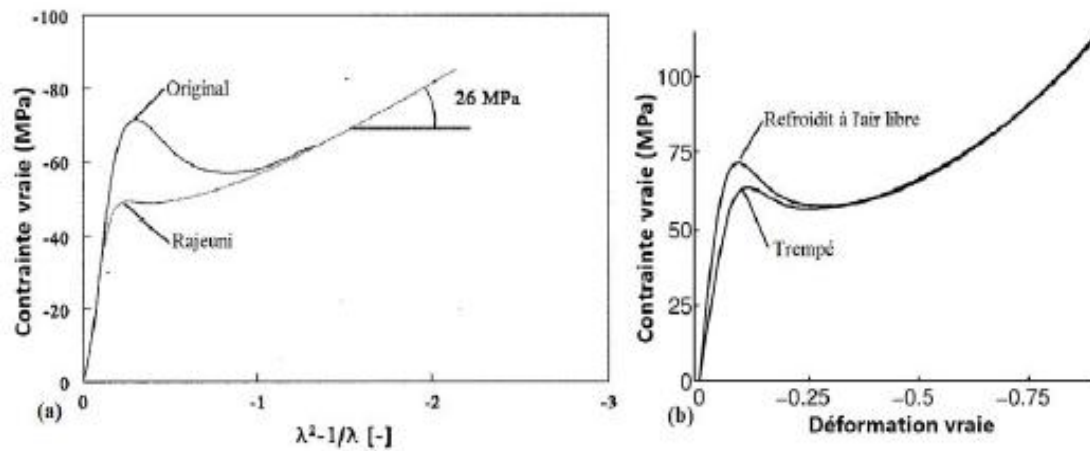 -100
-80
-60
-40
-20
0
Contrainte vraie (MPa)
Original
Rajeuni
26 MPa
(a)
0
-1
-2
-3
λ²-1/λ [-]
100
75
50
25
0
Contrainte vraie (MPa)
Refroidit à l'air libre
Trempé
(b)
0
−0.25
−0.5
−0.75
Déformation vraie